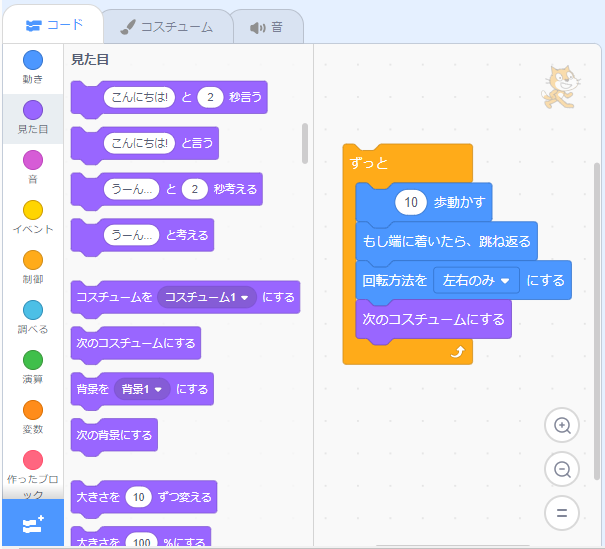 コード
コスチューム
音
動き
見た目
音
イベント
制御
調べる
演算
変数
作ったブロ
ック
見た目
こんにちは! と 2 秒言う
こんにちは! と言う
うーん... と 2 秒考える
うーん... と考える
コスチュームを コスチューム1 にする
次のコスチュームにする
背景を 背景1 にする
次の背景にする
大きさを 10 ずつ変える
大きさを 100 %にする
ずっと
10 歩動かす
もし端に着いたら、跳ね返る
回転方法を 左右のみ にする
次のコスチュームにする